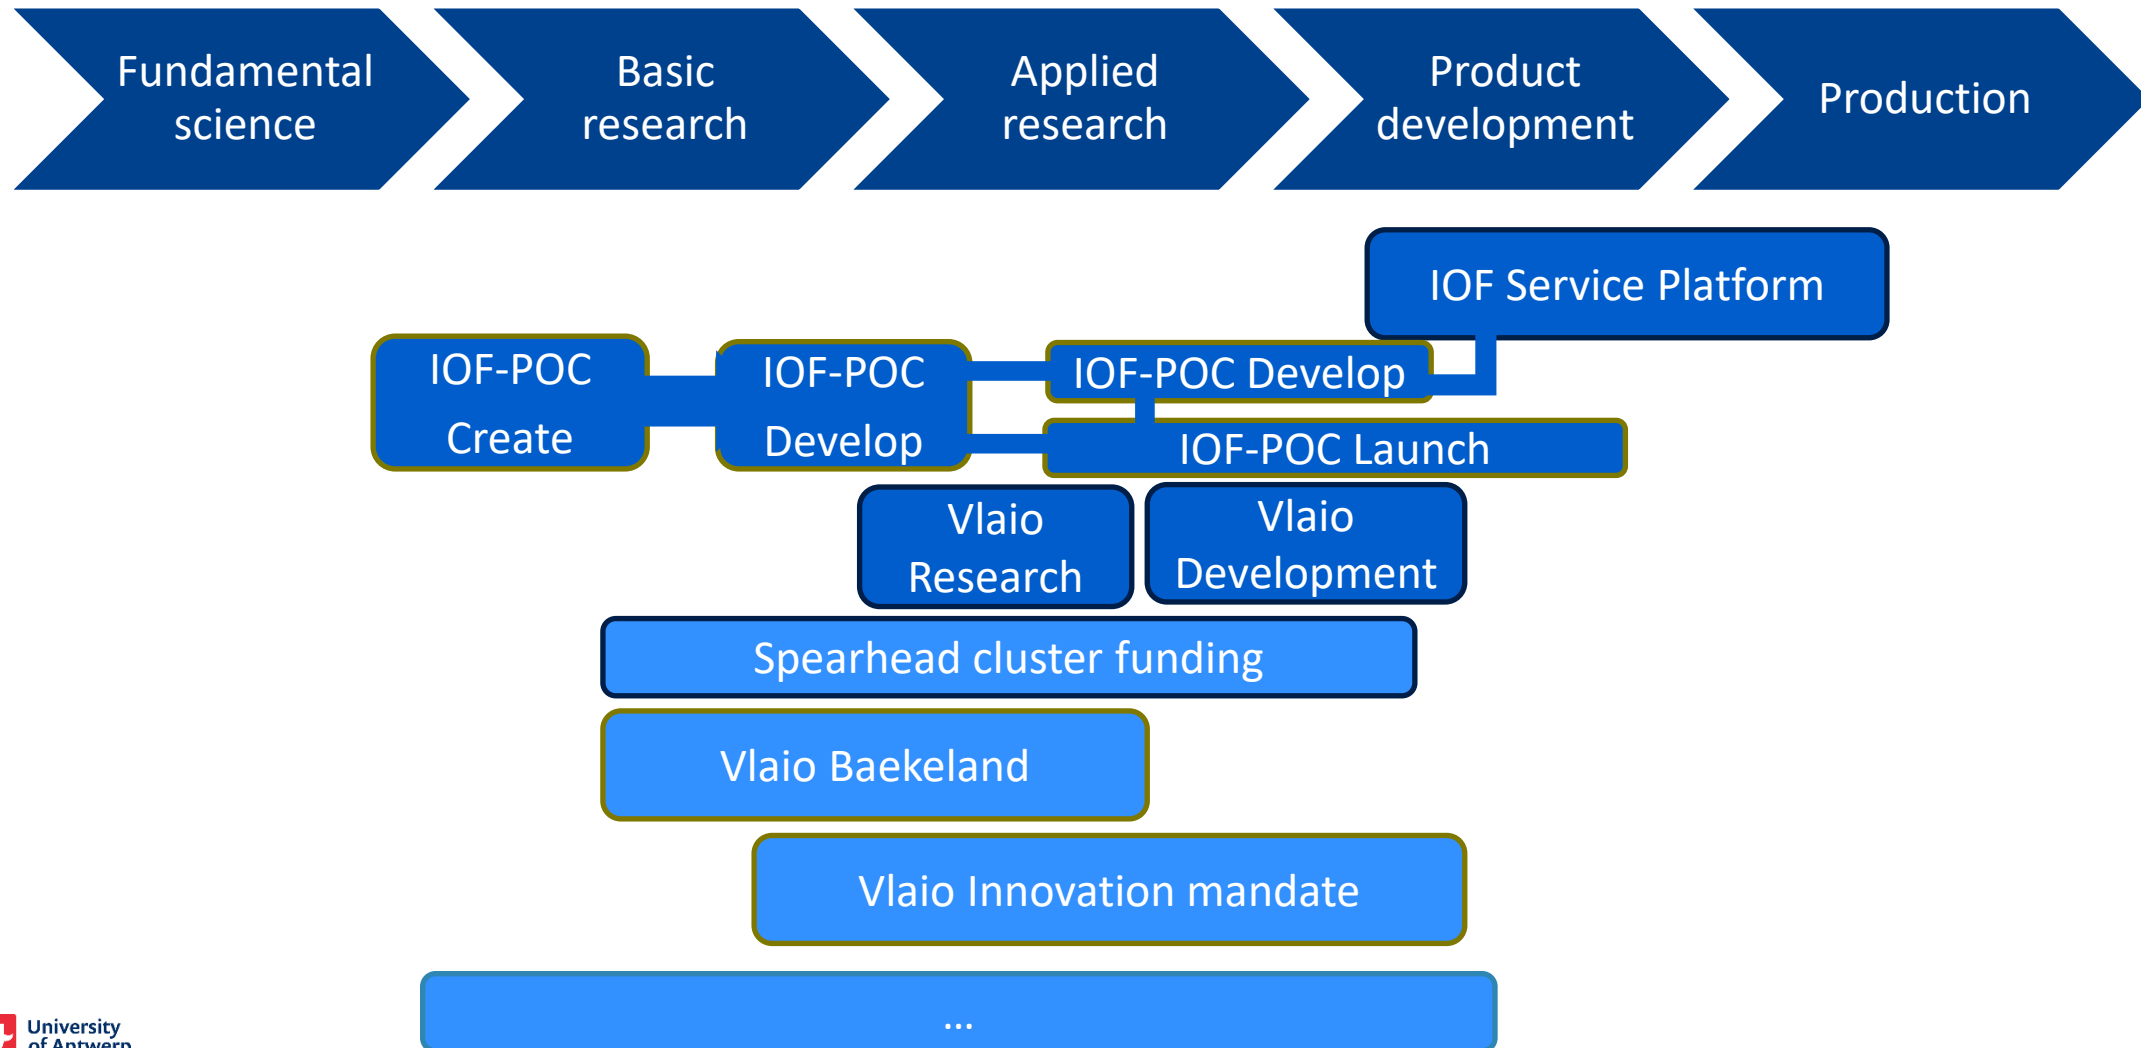 Fundamental
science
Basic
research
Applied
research
Product
development
Production
IOF Service Platform
IOF-POC
Create
IOF-POC
Develop
IOF-POC Develop
IOF-POC Launch
Vlaio
Research
Vlaio
Development
Spearhead cluster funding
Vlaio Baekeland
Vlaio Innovation mandate
...
University
of Antwerp